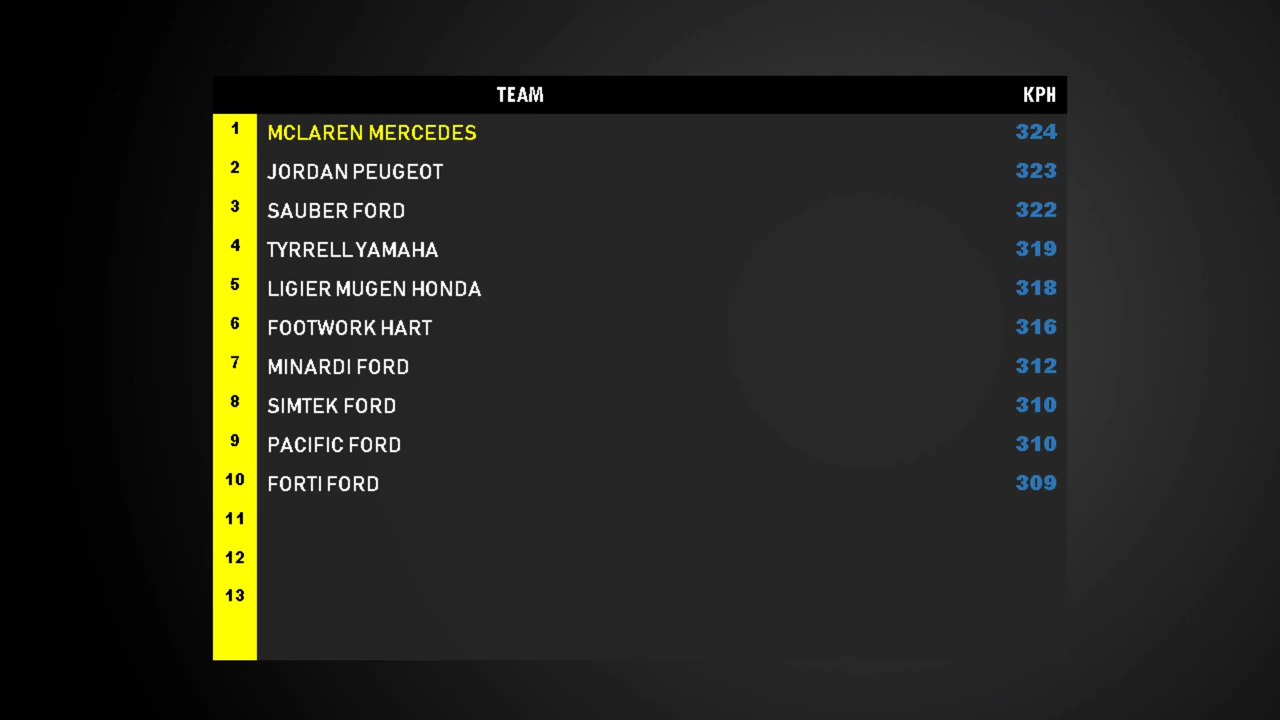 TEAM KPH
1 MCLAREN MERCEDES 324
2 JORDAN PEUGEOT 323
3 SAUBER FORD 322
4 TYRRELL YAMAHA 319
5 LIGIER MUGEN HONDA 318
6 FOOTWORK HART 316
7 MINARDI FORD 312
8 SIMTEK FORD 310
9 PACIFIC FORD 310
10 FORTI FORD 309
11
12
13